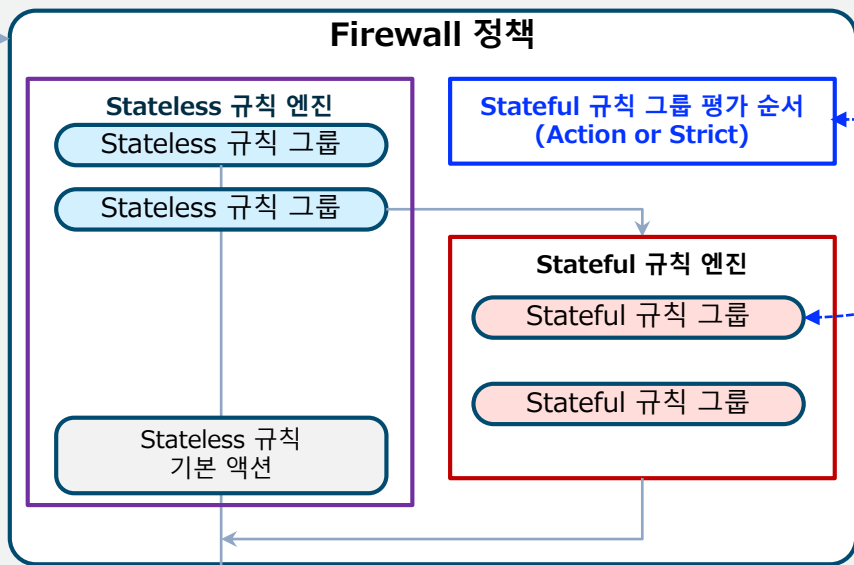 Firewall 정책
Stateless 규칙 엔진
Stateless 규칙 그룹
Stateless 규칙 그룹
Stateless 규칙
기본 액션
Stateful 규칙 그룹 평가 순서
(Action or Strict)
Stateful 규칙 엔진
Stateful 규칙 그룹
Stateful 규칙 그룹